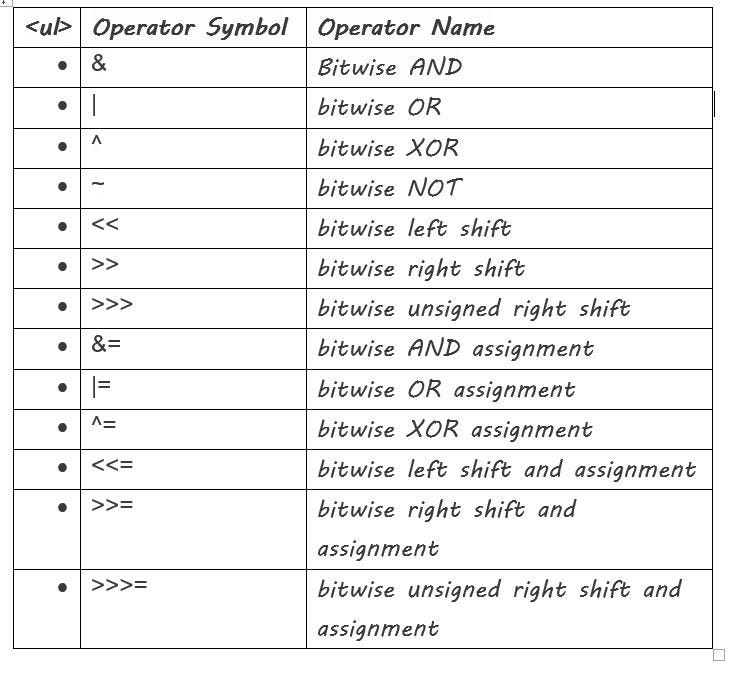 <ul> Operator Symbol Operator Name
• & Bitwise AND
• | bitwise OR
• ^ bitwise XOR
• ~ bitwise NOT
• << bitwise left shift
• >> bitwise right shift
• >>> bitwise unsigned right shift
• &= bitwise AND assignment
• |= bitwise OR assignment
• ^= bitwise XOR assignment
• <<= bitwise left shift and assignment
• >>= bitwise right shift and
assignment
• >>>= bitwise unsigned right shift and
assignment